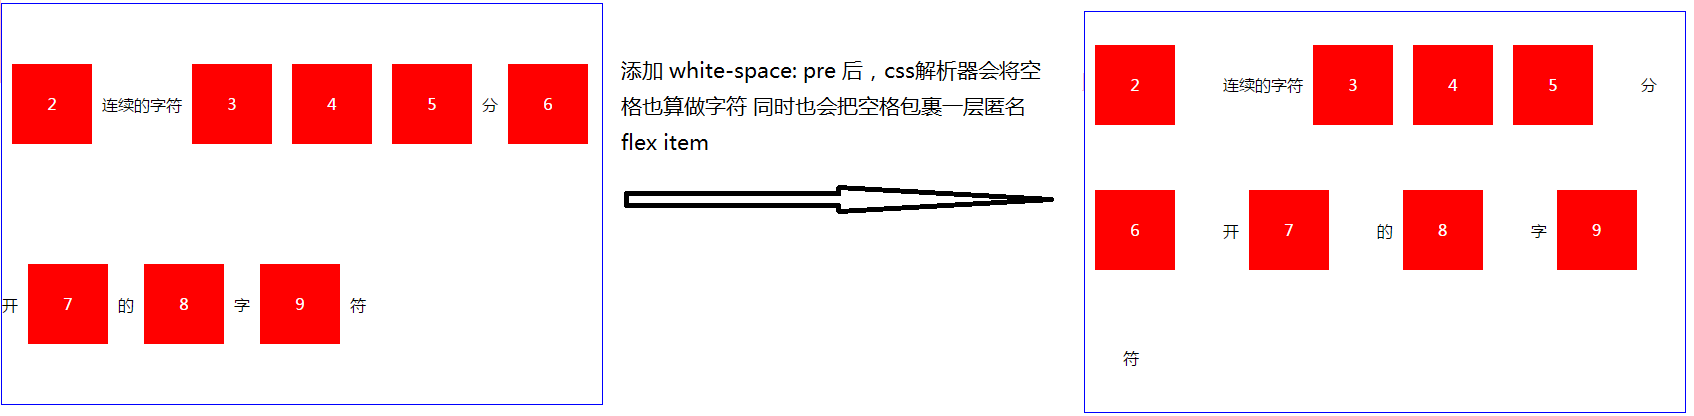 2 连续的字符 3 4 5 分 6
开 7 的 8 字 9 符
添加 white-space: pre 后，css解析器会将空
格也算做字符 同时也会把空格包裹一层匿名
flex item
2 连续的字符 3 4 5 分
6 开 7 的 8 字 9
符